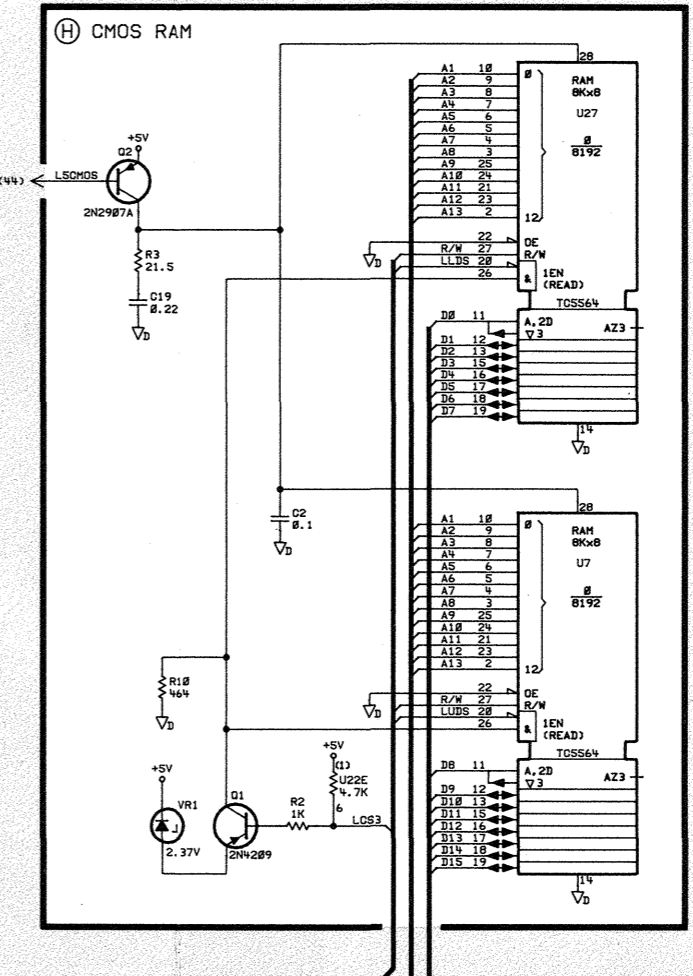 H CMOS RAM
28
A1 10
A2 9
A3 8
A4 7
A5 6
A6 5
A7 4
A8 3
A9 25
A10 24
A11 21
A12 23
A13 2
0
12
RAM
8Kx8
U27
0
8192
+5V
Q2
(44)
LSCMOS
2N2907A
R3
21.5
C19
0.22
D
22
R/W 27
LLDS 20
26
D
OE
R/W
&
1EN
(READ)
TC5564
D0 11
D1 12
D2 13
D3 15
D4 16
D5 17
D6 18
D7 19
A,2D
3
AZ3
14
D
28
C2
0.1
D
A1 10
A2 9
A3 8
A4 7
A5 6
A6 5
A7 4
A8 3
A9 25
A10 24
A11 21
A12 23
A13 2
0
12
RAM
8Kx8
U7
0
8192
R10
464
D
22
R/W 27
LUDS 20
26
D
OE
R/W
&
1EN
(READ)
TC5564
+5V
(1)
U22E
4.7K
6
+5V
VR1
2.37V
Q1
2N4209
R2
1K
LCS3
D8 11
D9 12
D10 13
D11 15
D12 16
D13 17
D14 18
D15 19
A,2D
3
AZ3
14
D